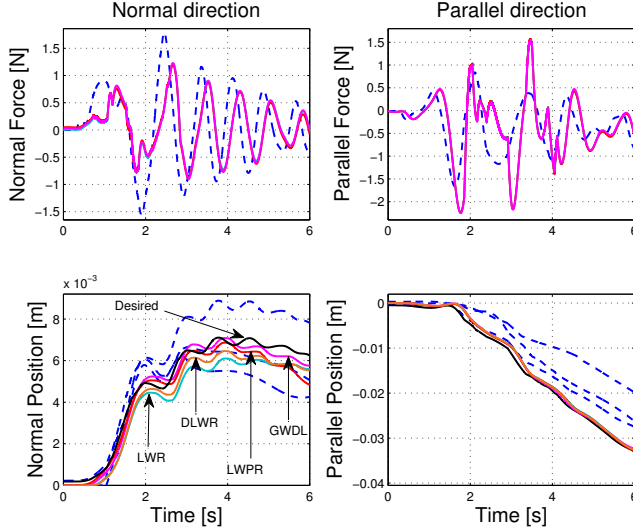 Normal direction
Parallel direction
Normal Force [N]
1.5
1
0.5
0
−0.5
−1
−1.5
0 2 4 6
Parallel Force [N]
1.5
1
0.5
0
−0.5
−1
−1.5
−2
0 2 4 6
x 10⁻³
Normal Position [m]
8
6
4
2
0
Desired
LWR
DLWR
LWPR
GWDL
0 2 4 6
Time [s]
Parallel Position [m]
0
−0.01
−0.02
−0.03
−0.04
0 2 4 6
Time [s]